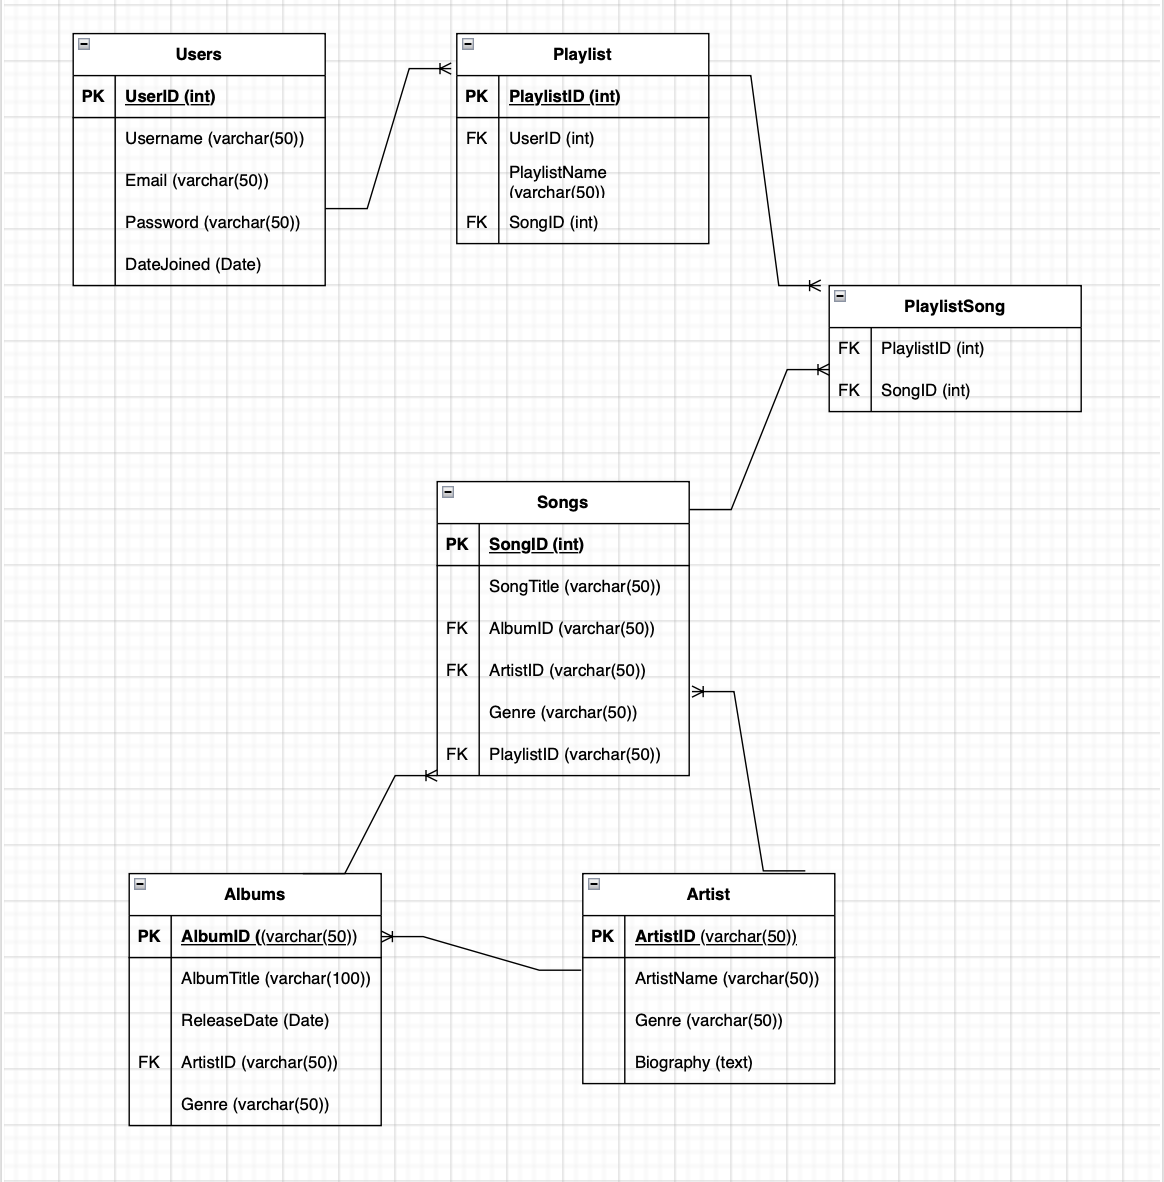 Users
PK UserID (int)
Username (varchar(50))
Email (varchar(50))
Password (varchar(50))
DateJoined (Date)
Playlist
PK PlaylistID (int)
FK UserID (int)
PlaylistName
(varchar(50))
FK SongID (int)
PlaylistSong
FK PlaylistID (int)
FK SongID (int)
Songs
PK SongID (int)
SongTitle (varchar(50))
FK AlbumID (varchar(50))
FK ArtistID (varchar(50))
Genre (varchar(50))
FK PlaylistID (varchar(50))
Albums
PK AlbumID ((varchar(50))
AlbumTitle (varchar(100))
ReleaseDate (Date)
FK ArtistID (varchar(50))
Genre (varchar(50))
Artist
PK ArtistID (varchar(50))
ArtistName (varchar(50))
Genre (varchar(50))
Biography (text)